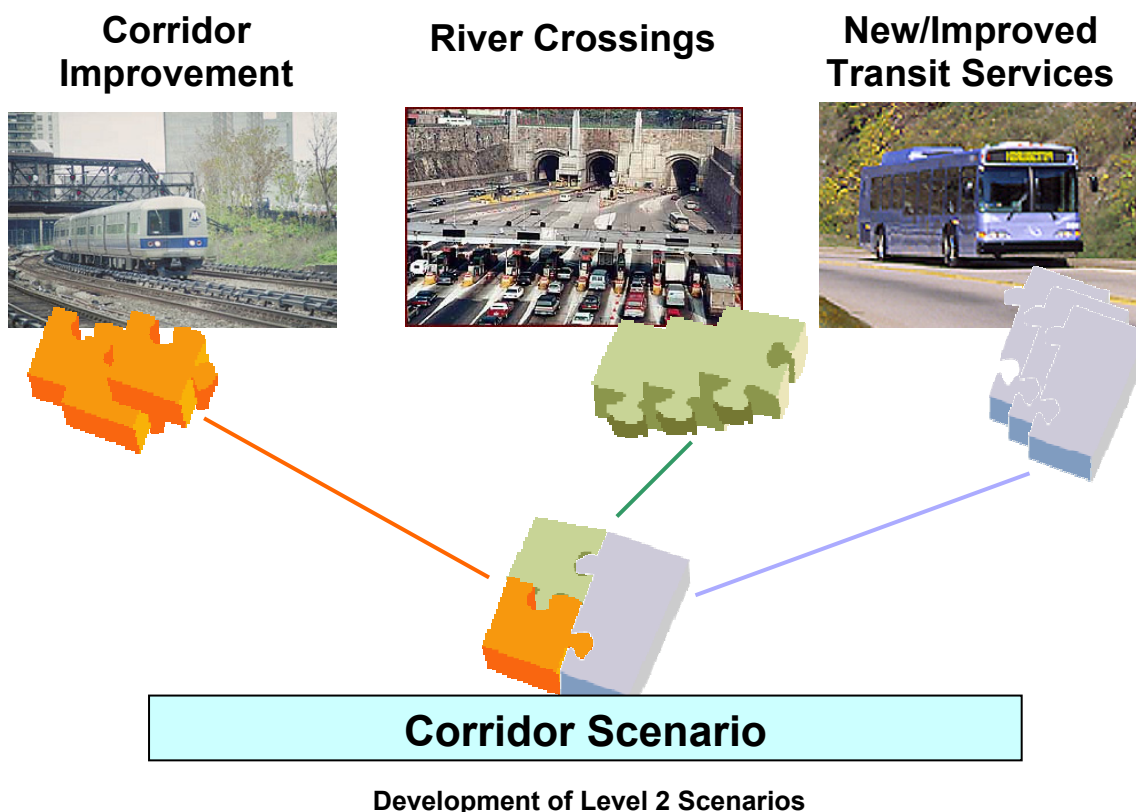 Corridor
Improvement
River Crossings
New/Improved
Transit Services
Corridor Scenario
Development of Level 2 Scenarios